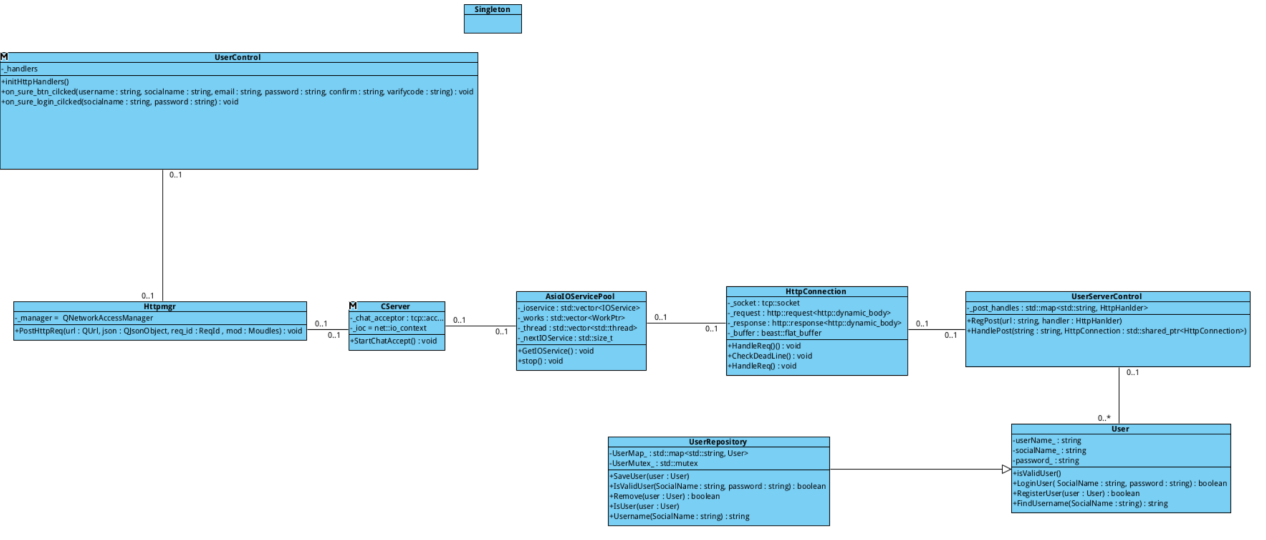 Singleton
UserControl
-_handlers
+initHttpHandlers()
+on_sure_btn_cilcked(username : string, socialname : string, email : string, password : string, confirm : string, varifycode : string) : void
+on_sure_login_cilcked(socialname : string, password : string) : void
0..1
0..1
Httpmgr
-_manager = QNetworkAccessManager
+PostHttpReq(url : QUrl, json : QJsonObject, req_id : ReqId , mod : Moudles) : void
0..1
0..1
CServer
-_chat_acceptor : tcp::acc...
-_ioc = net::io_context
+StartChatAccept() : void
0..1
0..1
AsioIOServicePool
-_ioservice : std::vector<IOService>
-_works : std::vector<WorkPtr>
-_thread : std::vector<std::thread>
-_nextIOService : std::size_t
+GetIOService() : void
+stop() : void
0..1
0..1
HttpConnection
-_socket : tcp::socket
-_request : http::request<http::dynamic_body>
-_response : http::response<http::dynamic_body>
-_buffer : beast::flat_buffer
+HandleReq()() : void
+CheckDeadLine() : void
+HandleReq() : void
0..1
0..1
UserServerControl
-_post_handles : std::map<std::string, HttpHanlder>
+RegPost(url : string, handler : HttpHanlder)
+HandlePost(string : string, HttpConnection : std::shared_ptr<HttpConnection>)
0..1
0..*
User
-userName_ : string
-socialName_ : string
-password_ : string
+isValidUser()
+LoginUser( SocialName : string, password : string) : boolean
+RegisterUser(user : User) : boolean
+FindUsername(SocialName : string) : string
UserRepository
-UserMap_ : std::map<std::string, User>
-UserMutex_ : std::mutex
+SaveUser(user : User)
+IsValidUser(SocialName : string, password : string) : boolean
+Remove(user : User) : boolean
+IsUser(user : User)
+Username(SocialName : string) : string